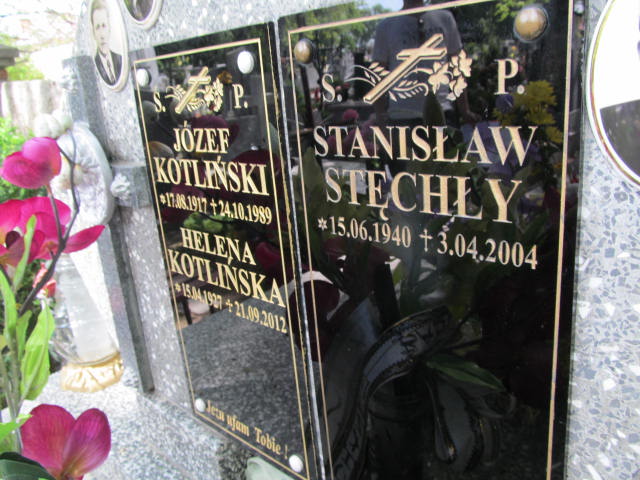 S. P.
JÓZEF
KOTLIŃSKI
*17.08.1917 +24.10.1989
HELENA
KOTLIŃSKA
*15.04.1927 +21.09.2012
Jezu ufam Tobie!
S. P.
STANISŁAW
STĘCHŁY
*15.06.1940 +3.04.2004